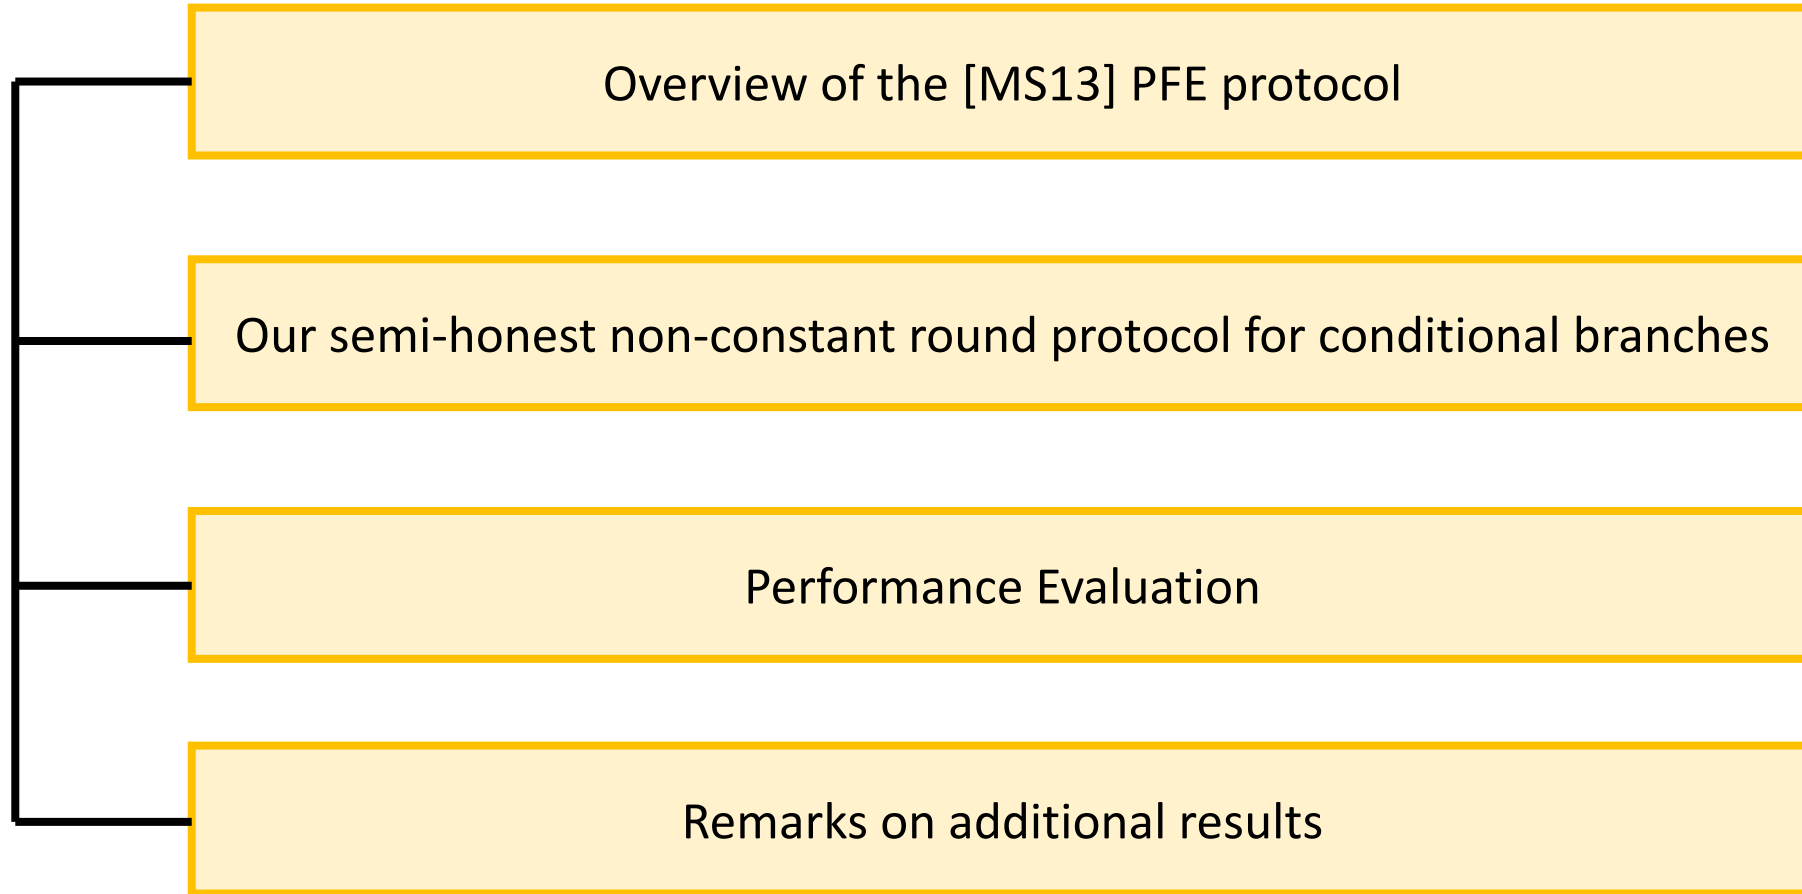 Overview of the [MS13] PFE protocol
Our semi-honest non-constant round protocol for conditional branches
Performance Evaluation
Remarks on additional results